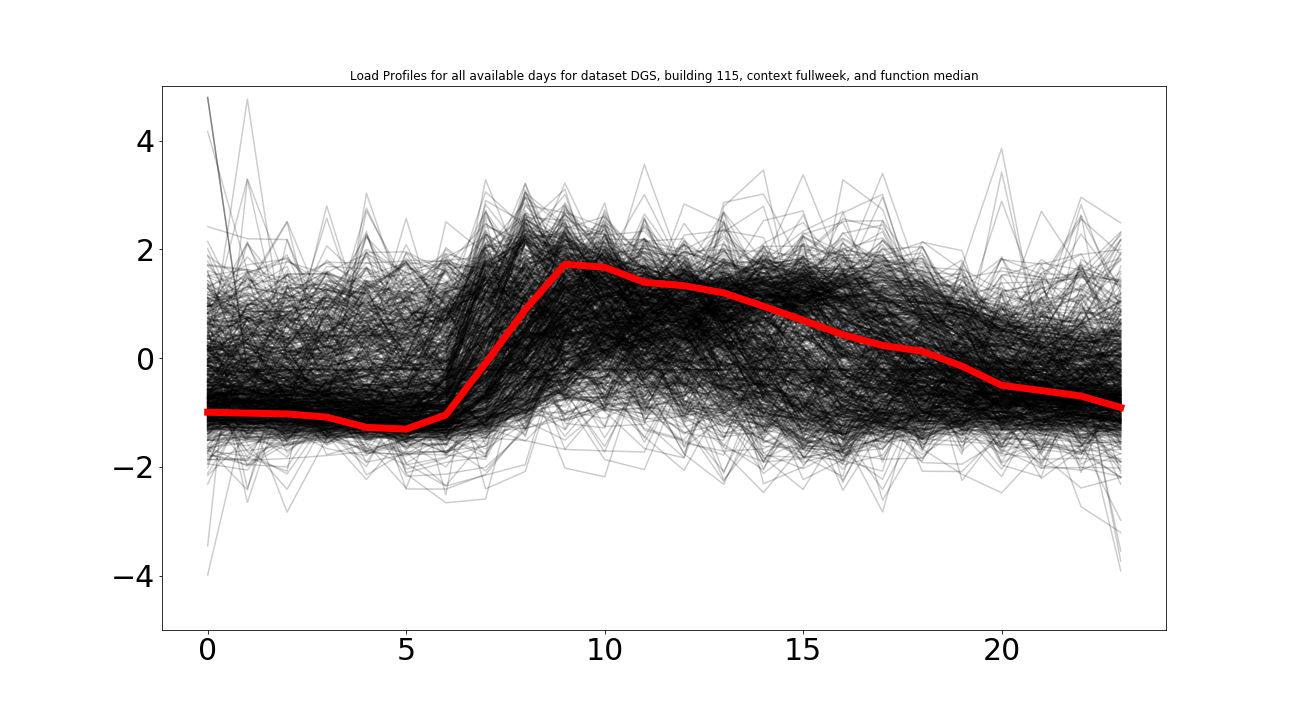 Load Profiles for all available days for dataset DGS, building 115, context fullweek, and function median
4
2
0
−2
−4
0 5 10 15 20